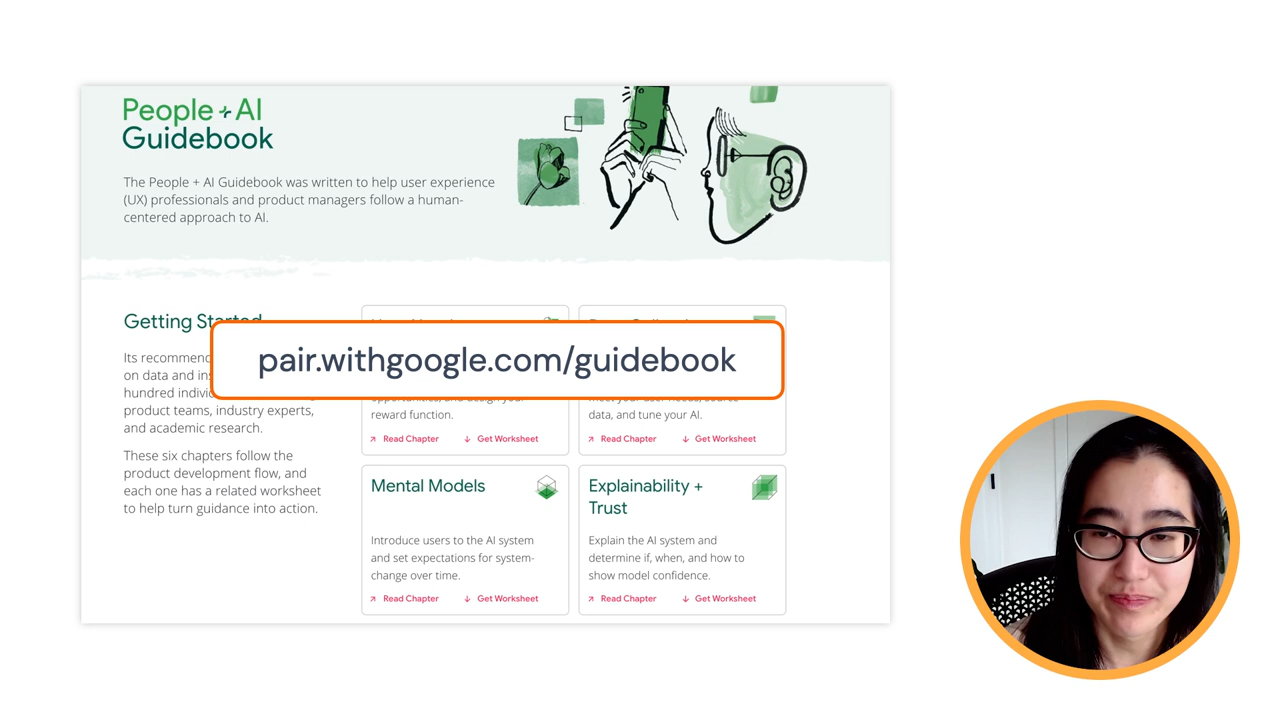 People + AI
Guidebook
The People + AI Guidebook was written to help user experience
(UX) professionals and product managers follow a human-
centered approach to AI.
Getting Started
Its
on data and
hundred
product teams, industry experts,
and academic research.
These six chapters follow the
product development flow, and
each one has a related worksheet
to help turn guidance into action.
pair.withgoogle.com/guidebook
reward function.
Read Chapter
Get Worksheet
data, and tune your AI.
Read Chapter
Get Worksheet
Mental Models
Introduce users to the AI system
and set expectations for system-
change over time.
Read Chapter
Get Worksheet
Explainability +
Trust
Explain the AI system and
determine if, when, and how to
show model confidence.
Read Chapter
Get Worksheet